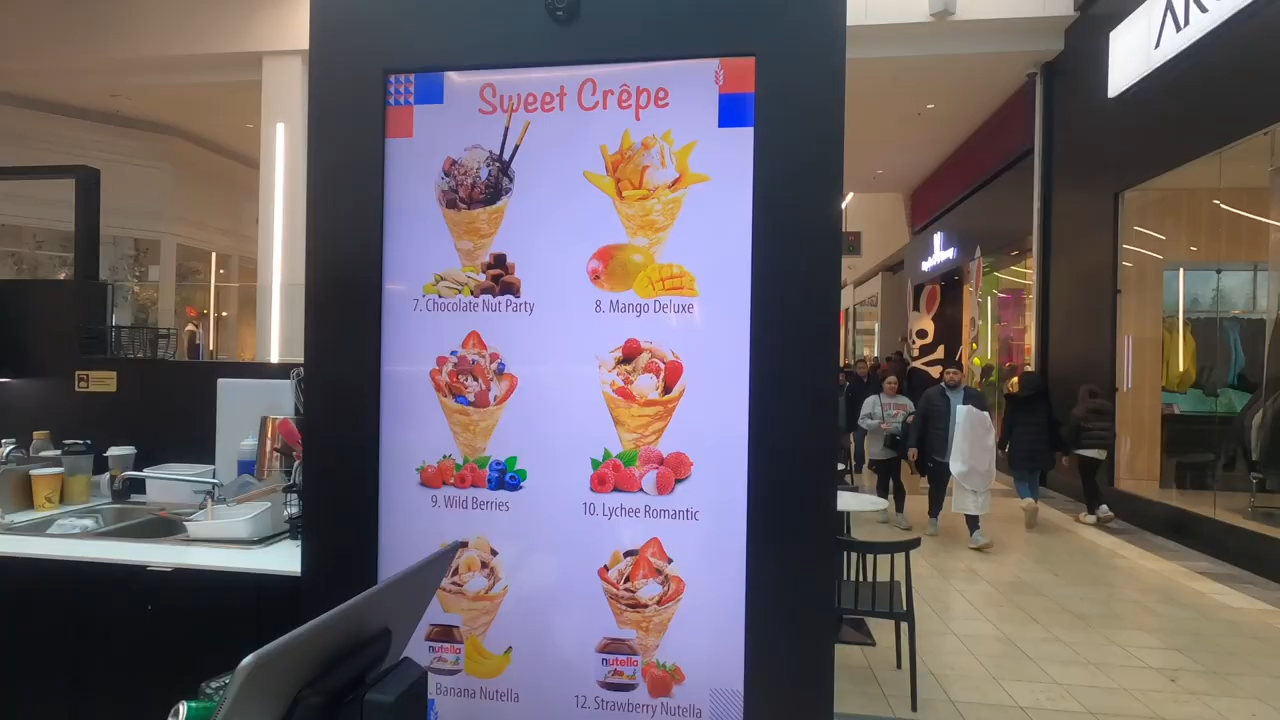 Sweet Crêpe
7. Chocolate Nut Party
8. Mango Deluxe
9. Wild Berries
10. Lychee Romantic
nutella
nutella
. Banana Nutella
12. Strawberry Nutella